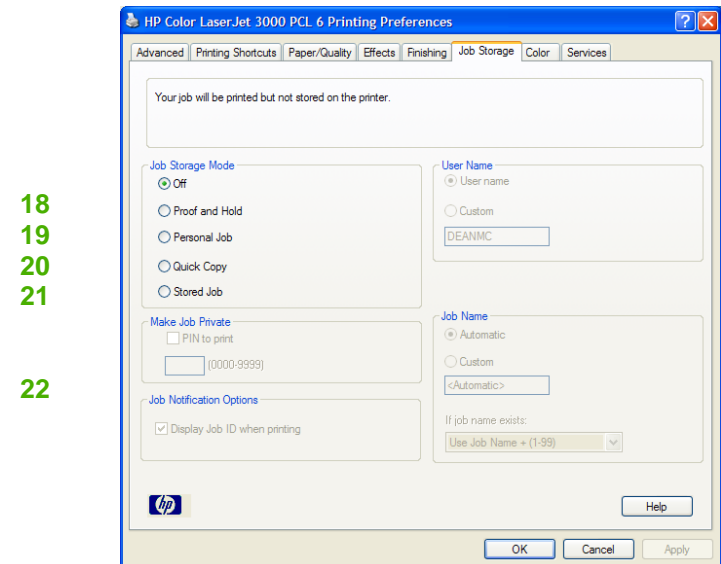 HP Color LaserJet 3000 PCL 6 Printing Preferences
Advanced Printing Shortcuts Paper/Quality Effects Finishing Job Storage Color Services
Your job will be printed but not stored on the printer.
Job Storage Mode
Off
18 Proof and Hold
19 Personal Job
20 Quick Copy
21 Stored Job
User Name
User name
Custom
DEANMC
Make Job Private
PIN to print
22 (0000-9999)
Job Notification Options
Display Job ID when printing
Job Name
Automatic
Custom
<Automatic>
If job name exists:
Use Job Name + (1-99)
hp
Help
OK Cancel Apply